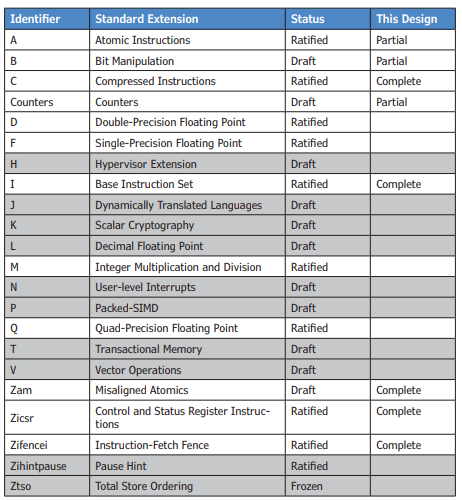 Identifier Standard Extension Status This Design
A Atomic Instructions Ratified Partial
B Bit Manipulation Draft Partial
C Compressed Instructions Ratified Complete
Counters Counters Draft Partial
D Double-Precision Floating Point Ratified
F Single-Precision Floating Point Ratified
H Hypervisor Extension Draft
I Base Instruction Set Ratified Complete
J Dynamically Translated Languages Draft
K Scalar Cryptography Draft
L Decimal Floating Point Draft
M Integer Multiplication and Division Ratified
N User-level Interrupts Draft
P Packed-SIMD Draft
Q Quad-Precision Floating Point Ratified
T Transactional Memory Draft
V Vector Operations Draft
Zam Misaligned Atomics Draft Complete
Zicsr Control and Status Register Instruc- Ratified Complete
tions
Zifencei Instruction-Fetch Fence Ratified Complete
Zihintpause Pause Hint Ratified
Ztso Total Store Ordering Frozen